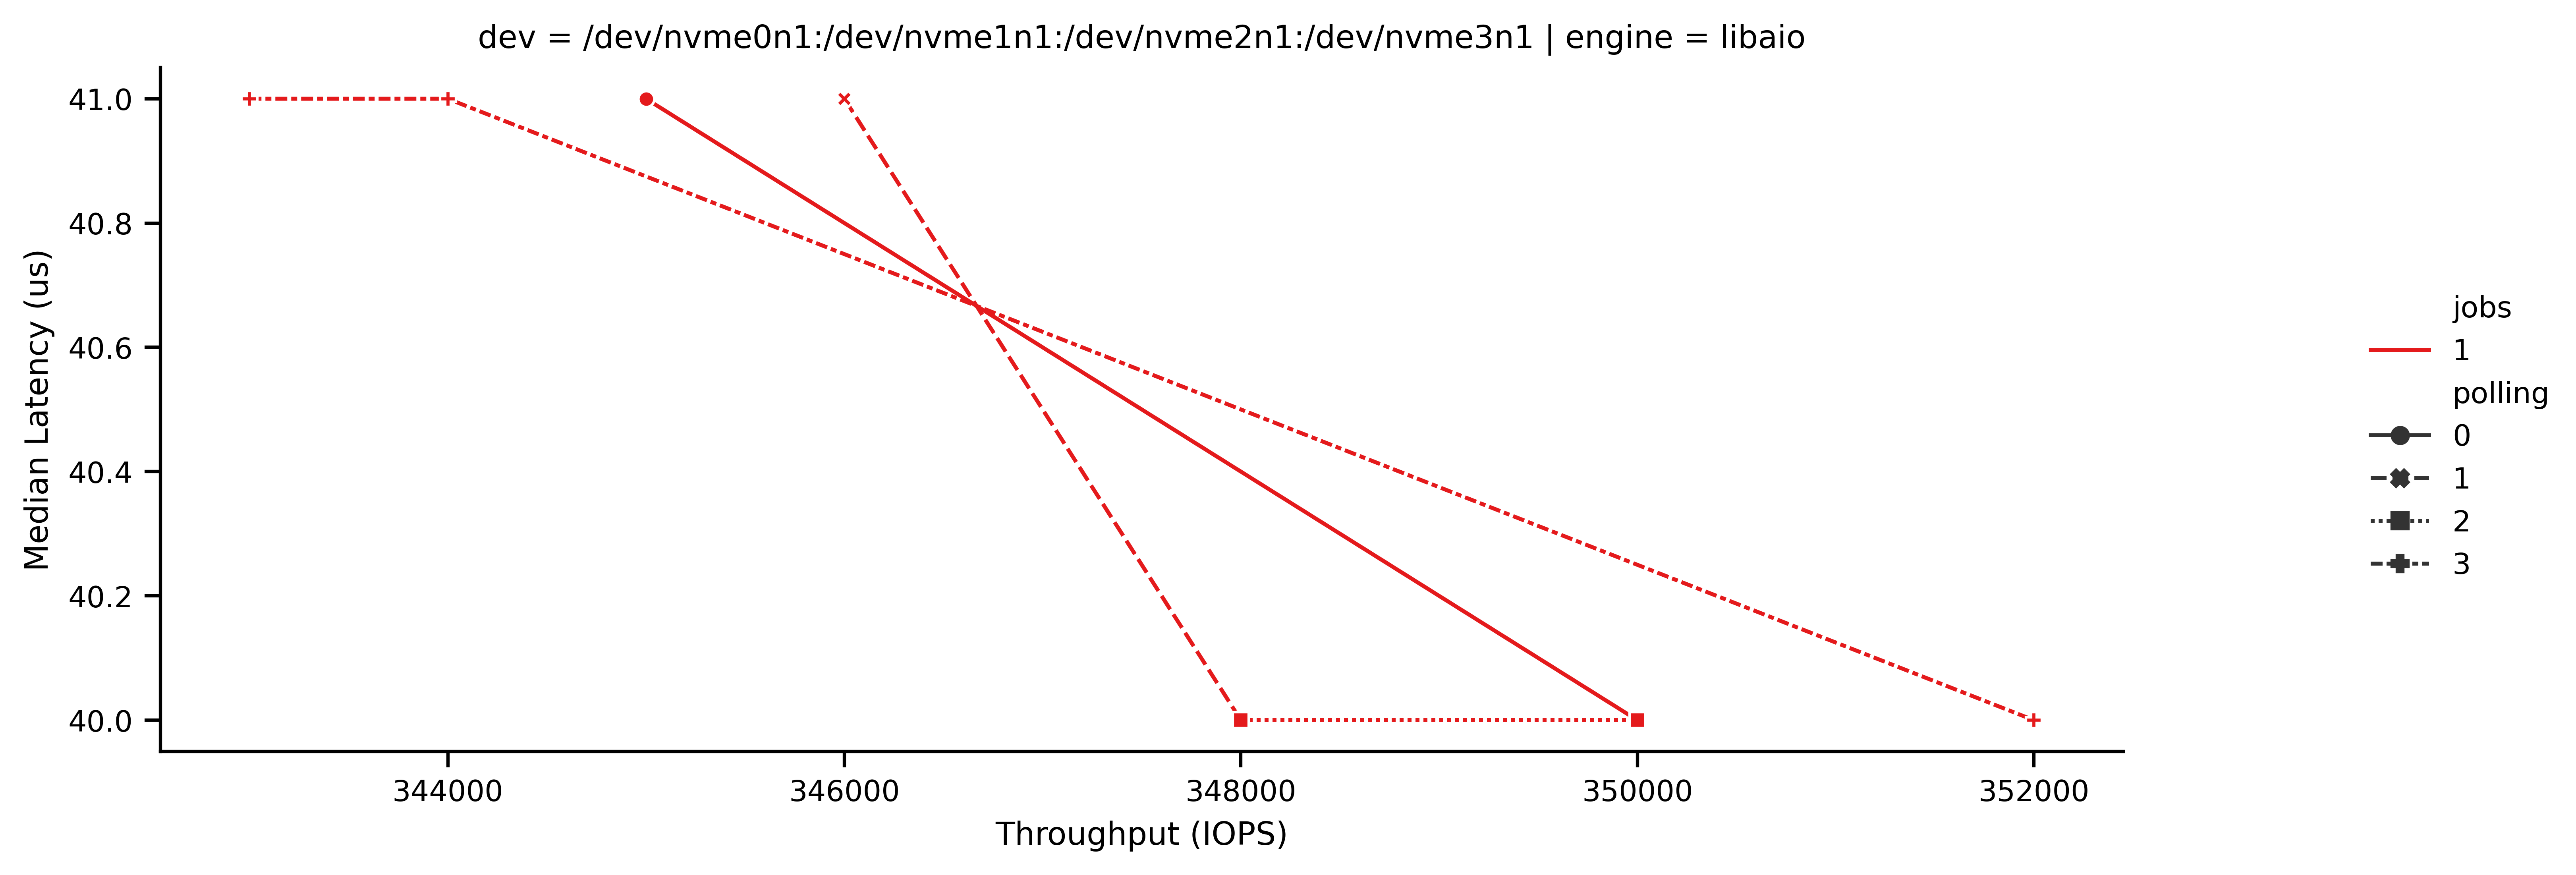 dev = /dev/nvme0n1:/dev/nvme1n1:/dev/nvme2n1:/dev/nvme3n1 | engine = libaio
Median Latency (us)
41.0
40.8
40.6
40.4
40.2
40.0
344000 346000 348000 350000 352000
Throughput (IOPS)
jobs
1
polling
0
1
2
3